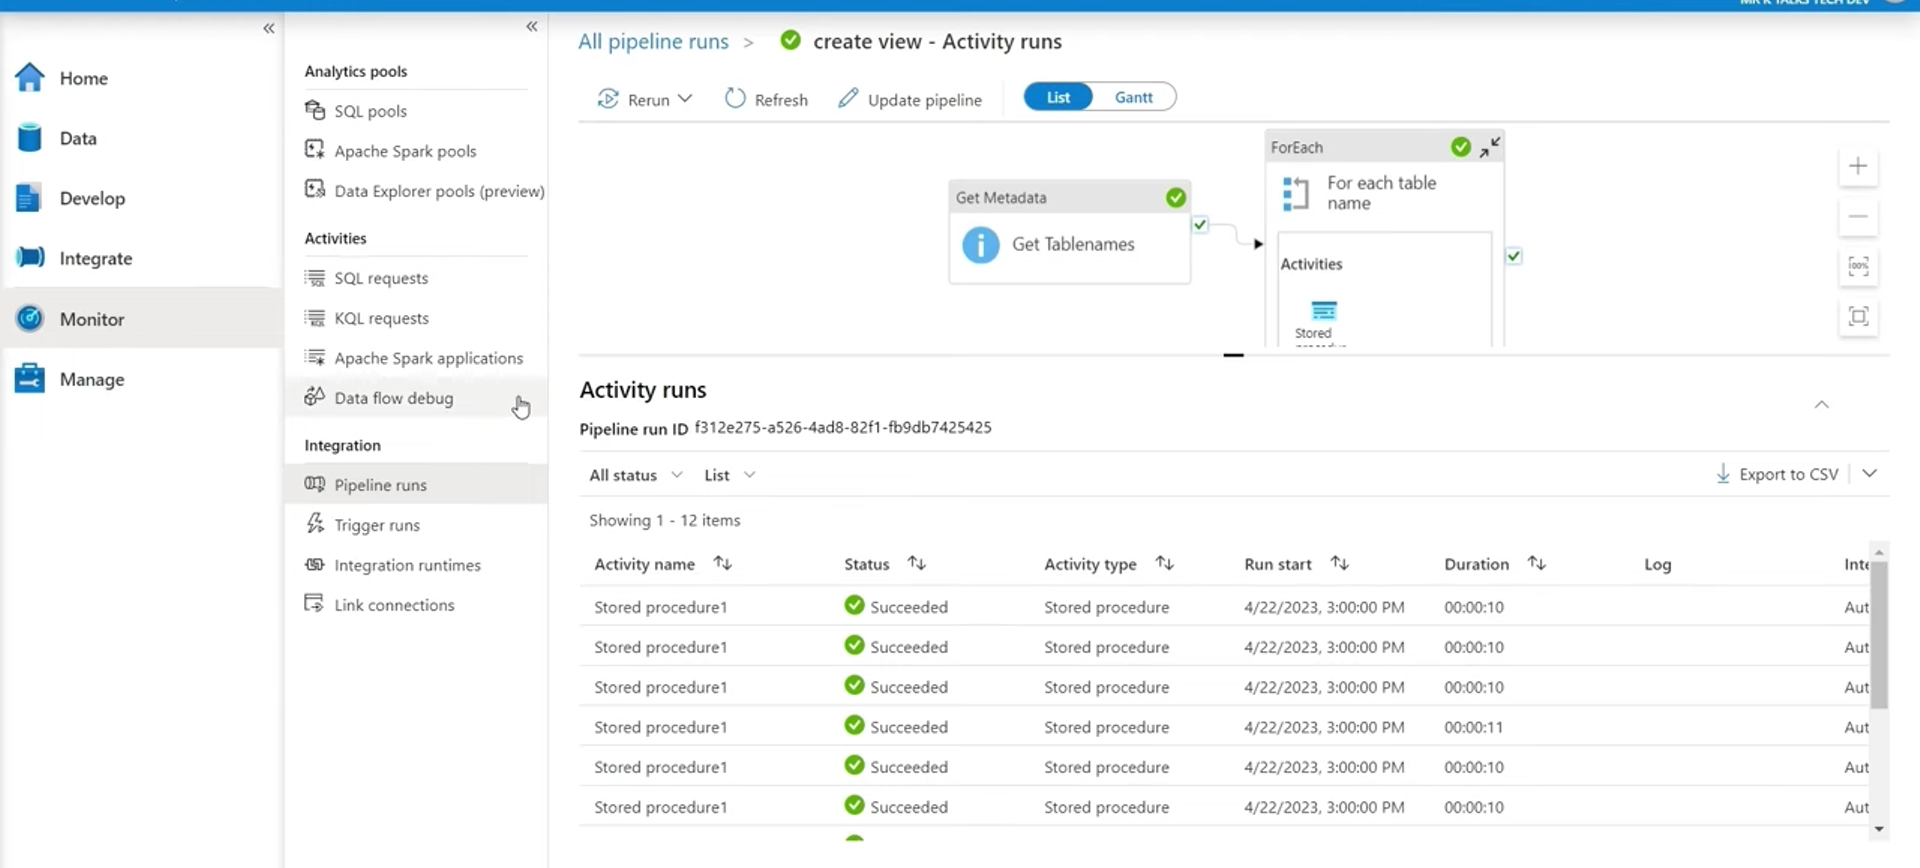 MR K TALKS TECH DEV
Home
Data
Develop
Integrate
Monitor
Manage
Analytics pools
SQL pools
Apache Spark pools
Data Explorer pools (preview)
Activities
SQL requests
KQL requests
Apache Spark applications
Data flow debug
Integration
Pipeline runs
Trigger runs
Integration runtimes
Link connections
All pipeline runs > create view - Activity runs
Rerun Refresh Update pipeline List Gantt
Get Metadata
Get Tablenames
ForEach
For each table
name
Activities
Stored
100%
Activity runs
Pipeline run ID f312e275-a526-4ad8-82f1-fb9db7425425
All status List Export to CSV
Showing 1 - 12 items
Activity name Status Activity type Run start Duration Log Inte
Stored procedure1 Succeeded Stored procedure 4/22/2023, 3:00:00 PM 00:00:10 Aut
Stored procedure1 Succeeded Stored procedure 4/22/2023, 3:00:00 PM 00:00:10 Aut
Stored procedure1 Succeeded Stored procedure 4/22/2023, 3:00:00 PM 00:00:10 Aut
Stored procedure1 Succeeded Stored procedure 4/22/2023, 3:00:00 PM 00:00:11 Aut
Stored procedure1 Succeeded Stored procedure 4/22/2023, 3:00:00 PM 00:00:10 Aut
Stored procedure1 Succeeded Stored procedure 4/22/2023, 3:00:00 PM 00:00:10 Aut